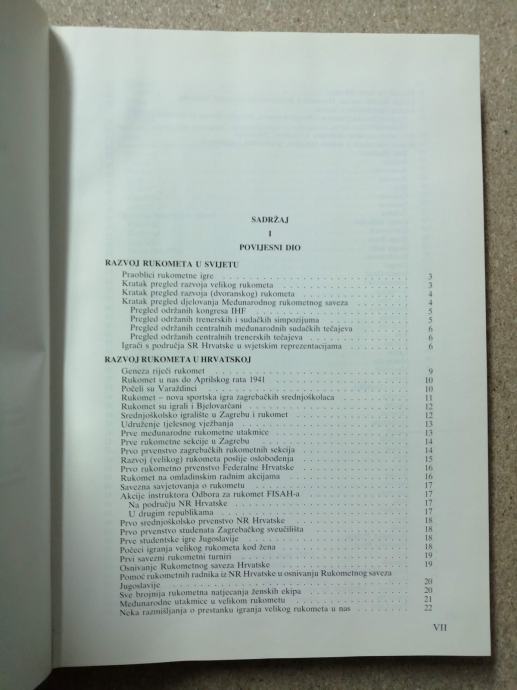 SADRŽAJ
I
POVIJESNI DIO
RAZVOJ RUKOMETA U SVIJETU
Praoblici rukometne igre . . . 3
Kratak pregled razvoja velikog rukometa . . . 3
Kratak pregled razvoja (dvoranskog) rukometa . . . 4
Kratak pregled djelovanja Međunarodnog rukometnog saveza . . . 4
Pregled održanih kongresa IHF . . . 5
Pregled održanih trenerskih i sudačkih simpozijuma . . . 5
Pregled održanih centralnih međunarodnih sudačkih tečajeva . . . 6
Pregled održanih centralnih trenerskih tečajeva . . . 6
Igrači s područja SR Hrvatske u svjetskim reprezentacijama . . . 6
RAZVOJ RUKOMETA U HRVATSKOJ
Geneza riječi rukomet . . . 9
Rukomet u nas do Aprilskog rata 1941 . . . 10
Počeli su Varaždinci . . . 10
Rukomet – nova sportska igra zagrebačkih srednjoškolaca . . . 11
Rukomet su igrali i Bjelovarčani . . . 12
Srednjoškolsko igralište u Zagrebu i rukomet . . . 12
Udruženje tjelesnog vježbanja . . . 13
Prve međunarodne rukometne utakmice . . . 13
Prve rukometne sekcije u Zagrebu . . . 14
Prvo prvenstvo zagrebačkih rukometnih sekcija . . . 14
Razvoj (velikog) rukometa poslije oslobođenja . . . 15
Prvo rukometno prvenstvo Federalne Hrvatske . . . 16
Rukomet na omladinskim radnim akcijama . . . 16
Savezna savjetovanja o rukometu . . . 17
Akcije instruktora Odbora za rukomet FISAH-a . . . 17
Na području NR Hrvatske . . . 17
U drugim republikama . . . 17
Prvo srednjoškolsko prvenstvo NR Hrvatske . . . 18
Prvo prvenstvo studenata Zagrebačkog sveučilišta . . . 18
Prve studentske igre Jugoslavije . . . 18
Počeci igranja velikog rukometa kod žena . . . 18
Prvi savezni rukometni turniri . . . 19
Osnivanje Rukometnog saveza Hrvatske . . . 19
Pomoć rukometnih radnika iz NR Hrvatske u osnivanju Rukometnog saveza
Jugoslavije . . . 20
Sve brojnija rukometna natjecanja ženskih ekipa . . . 20
Međunarodne utakmice u velikom rukometu . . . 21
Neka razmišljanja o prestanku igranja velikog rukometa u nas . . . 22
VII